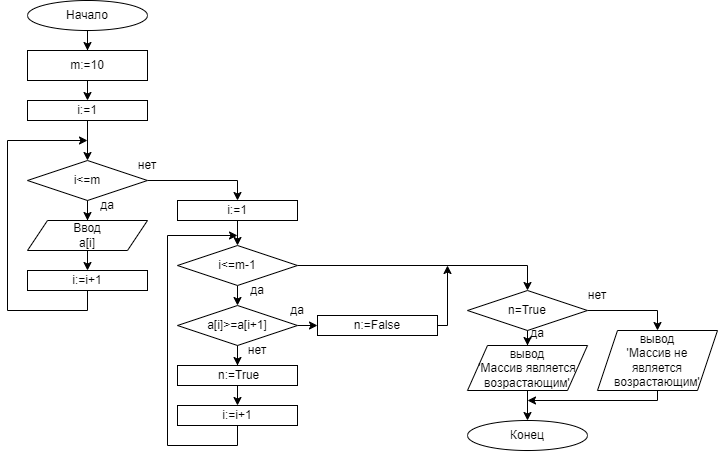 Начало
m:=10
i:=1
i<=m
нет
да
Ввод
a[i]
i:=i+1
i:=1
i<=m-1
да
a[i]>=a[i+1]
да
n:=False
нет
n:=True
i:=i+1
n=True
нет
да
вывод
'Массив является
возрастающим'
вывод
'Массив не
является
возрастающим'
Конец